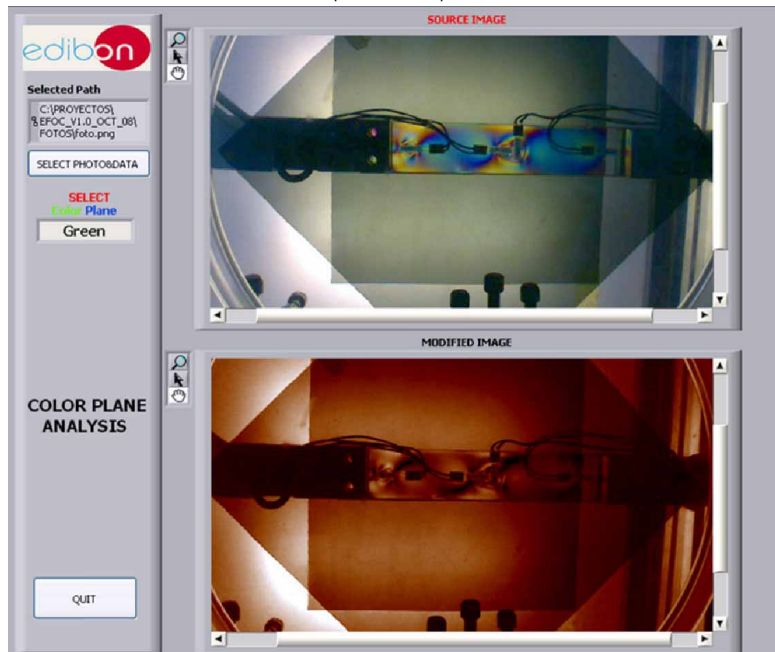 edibon
Selected Path
C:\PROYECTOS\
EFOC_V1.0_OCT_08\
FOTOS\foto.png
SELECT PHOTO&DATA
SELECT
Color Plane
Green
COLOR PLANE
ANALYSIS
QUIT
SOURCE IMAGE
MODIFIED IMAGE